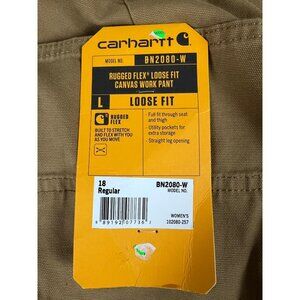 carhartt
MODEL NO. BN2080-W
RUGGED FLEX® LOOSE FIT
CANVAS WORK PANT
L LOOSE FIT
RUGGED
FLEX
BUILT TO STRETCH
AND FLEX WITH YOU
AS YOU MOVE
Full fit through seat
and thigh
Utility pockets for
extra storage
Straight leg opening
18
Regular
BN2080-W
MODEL NO.
WOMEN'S
102080-257